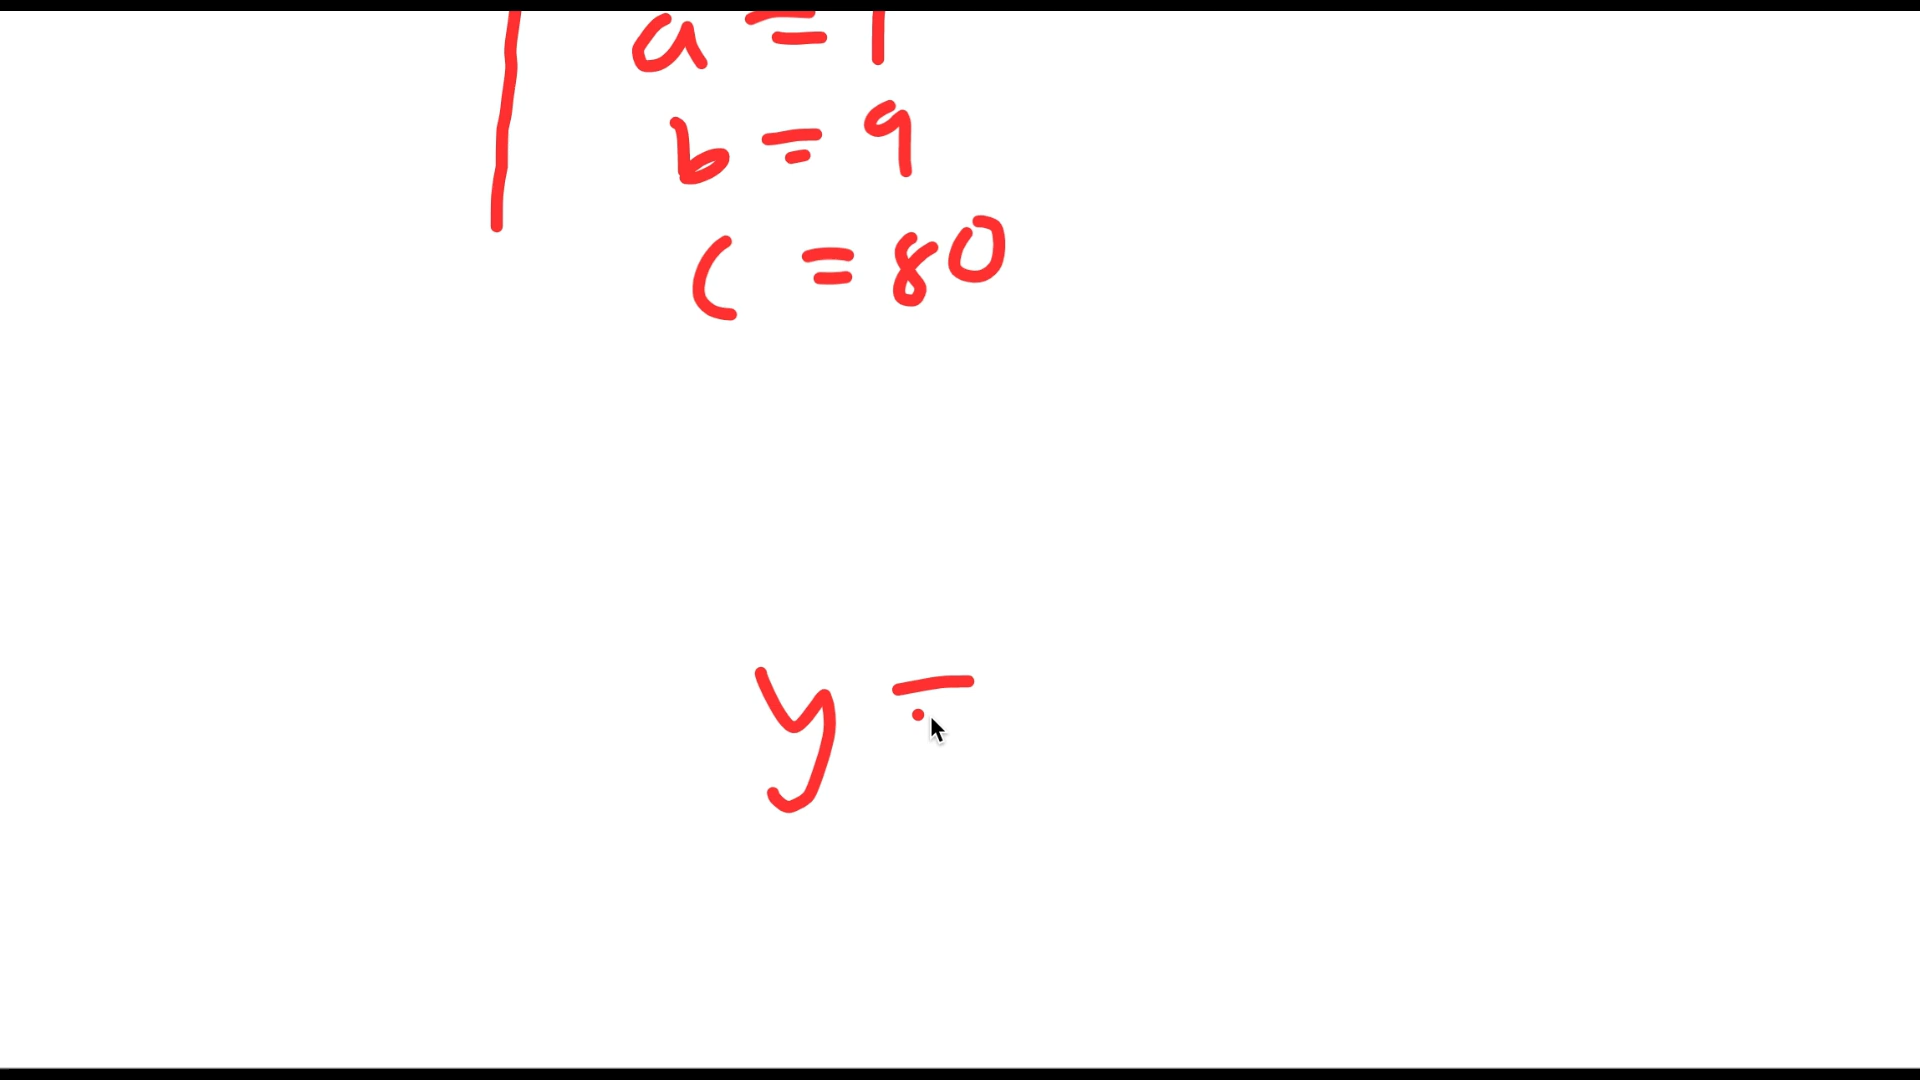 a = 1
b = 9
c = 80
y =